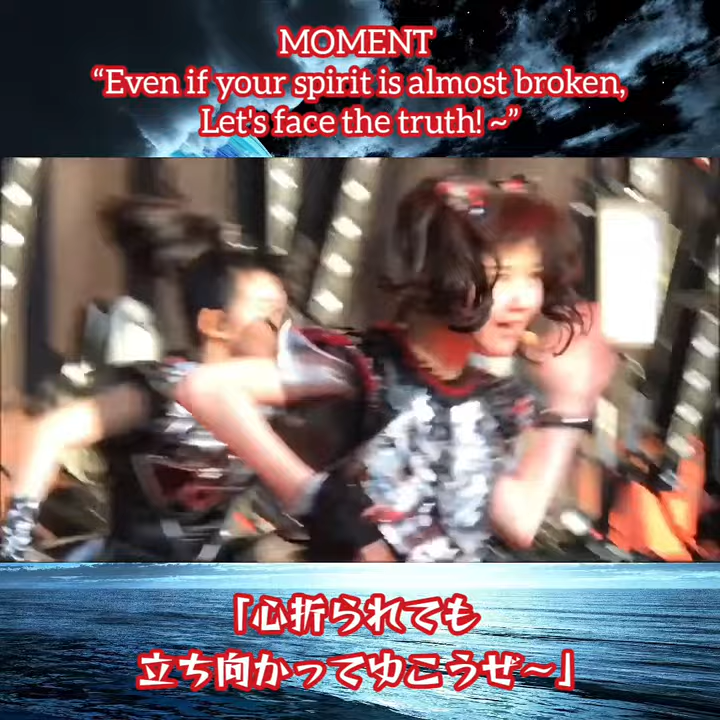 MOMENT
“Even if your spirit is almost broken,
Let's face the truth! ~”
「心折られても
立ち向かってゆこうぜ～」